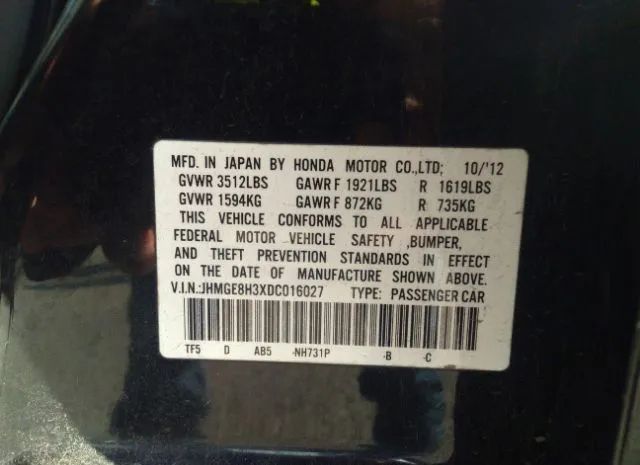 MFD. IN JAPAN BY HONDA MOTOR CO.,LTD; 10/'12
GVWR 3512LBS GAWR F 1921LBS R 1619LBS
GVWR 1594KG GAWR F 872KG R 735KG
THIS VEHICLE CONFORMS TO ALL APPLICABLE
FEDERAL MOTOR VEHICLE SAFETY ,BUMPER,
AND THEFT PREVENTION STANDARDS IN EFFECT
ON THE DATE OF MANUFACTURE SHOWN ABOVE.
V.I.N.:JHMGE8H3XDC016027 TYPE: PASSENGER CAR
TF5 D AB5 -NH731P -B -C